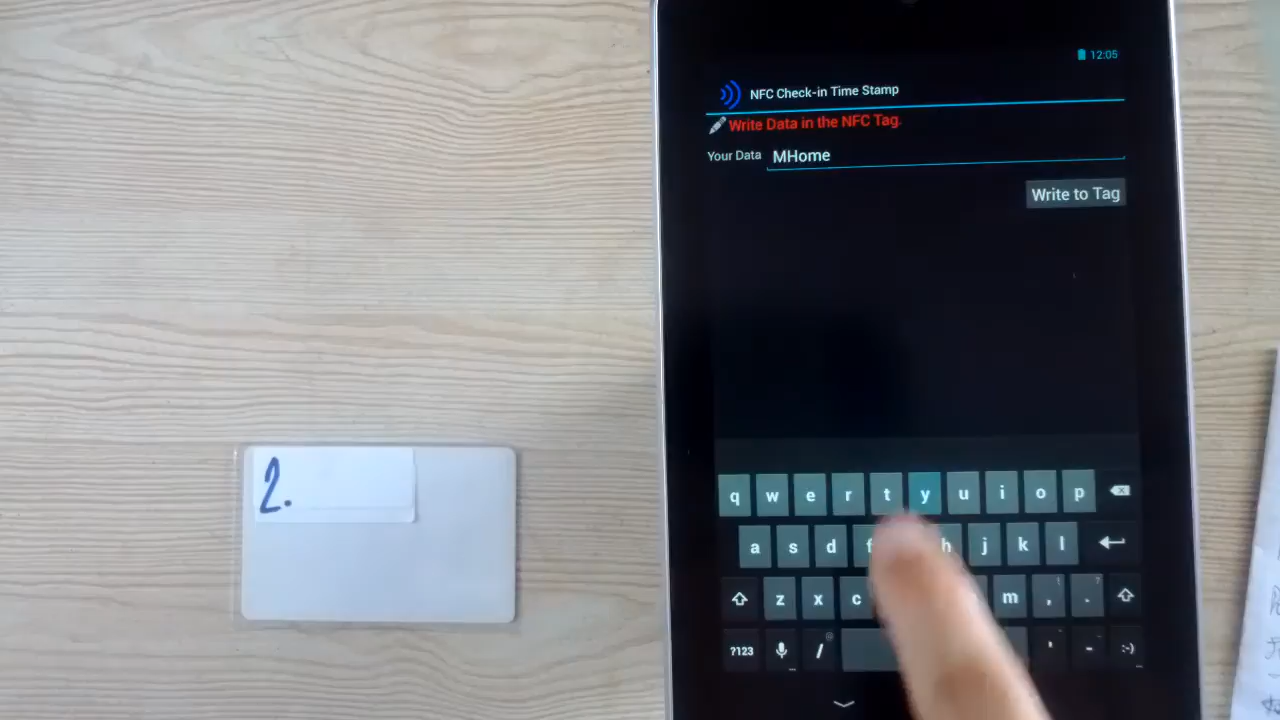 12:05
NFC Check-in Time Stamp
Write Data in the NFC Tag.
Your Data MHome
Write to Tag
2.
q w e r t y u i o p
a s d f h j k l
z x c m , ! . ?
?123 / @ ' - :-)